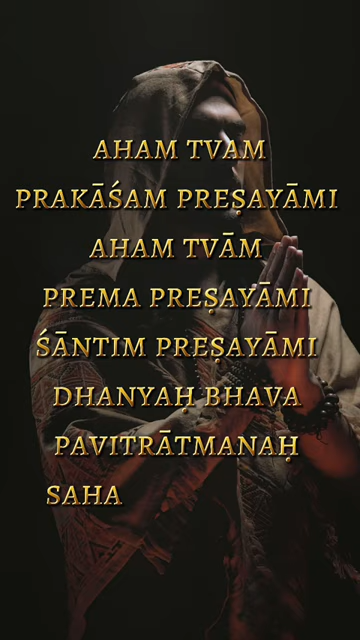 AHAM TVAM
PRAKĀŚAM PREṢAYĀMI
AHAM TVĀM
PREMA PREṢAYĀMI
ŚĀNTIM PREṢAYĀMI
DHANYAḤ BHAVA
PAVITRĀTMANAḤ
SAHA